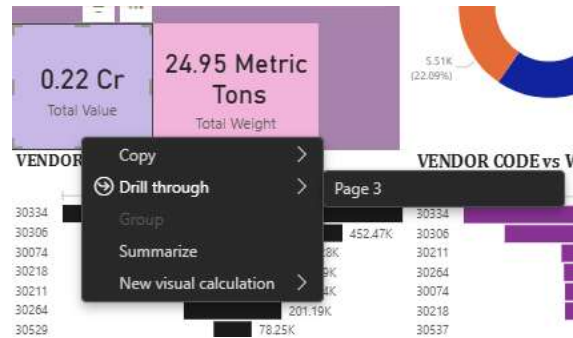 0.22 Cr
Total Value
24.95 Metric
Tons
Total Weight
5.51K
(22.09%)
VENDOR
Copy
Drill through
Group
Summarize
New visual calculation
Page 3
30334
30306
452.47K
30074
30218
30211
30264
201.19K
30529
78.25K
VENDOR CODE vs
30334
30306
30211
30264
30074
30218
30537